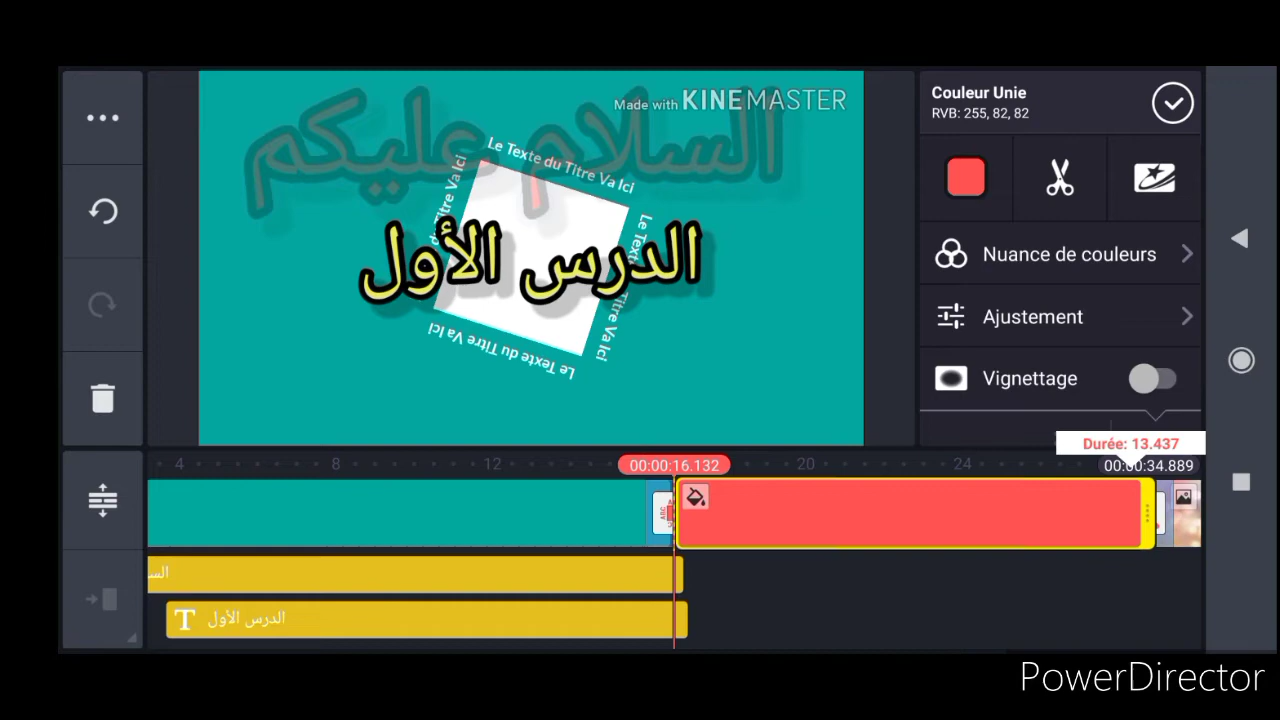 Made with KINEMASTER
السلام عليكم
Le Texte du Titre Va Ici
du Titre Va Ici
Le Texte
Titre Va Ici
Le Texte du Titre Va Ici
الدرس الأول
Couleur Unie
RVB: 255, 82, 82
Nuance de couleurs
Ajustement
Vignettage
Durée: 13.437
4
8
12
00:00:16.132
20
24
00:00:34.889
السـ
T الدرس الأول
PowerDirector